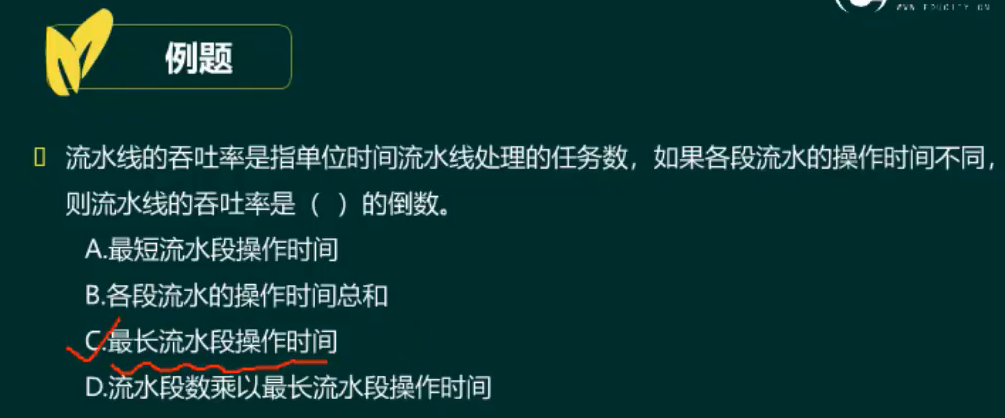 WWW.EDUCITY.CN
例题
流水线的吞吐率是指单位时间流水线处理的任务数，如果各段流水的操作时间不同，
则流水线的吞吐率是（ ）的倒数。
A.最短流水段操作时间
B.各段流水的操作时间总和
C.最长流水段操作时间
D.流水段数乘以最长流水段操作时间